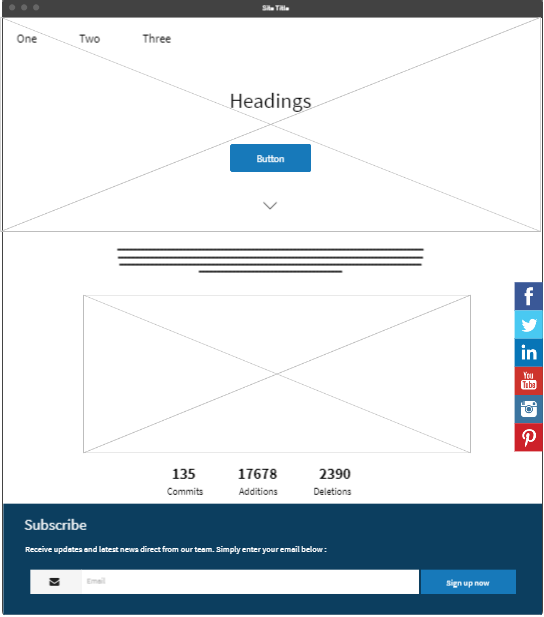 Site Title
One Two Three
Headings
Button
f
in
You
Tube
135 17678 2390
Commits Additions Deletions
Subscribe
Receive updates and latest news direct from our team. Simply enter your email below :
Email Sign up now